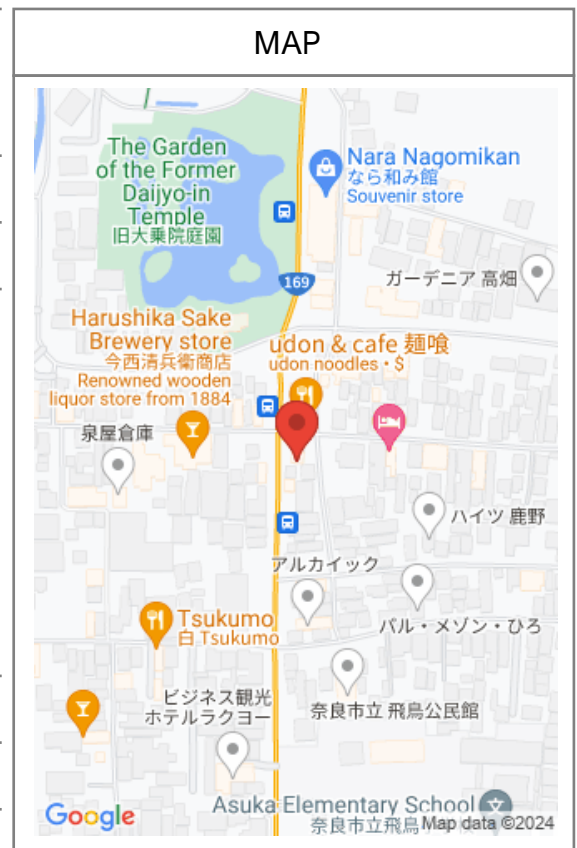 MAP
The Garden
of the Former
Daijyo-in
Temple
旧大乗院庭園
Nara Nagomikan
なら和み館
Souvenir store
169
ガーデニア 高畑
Harushika Sake
Brewery store
今西清兵衛商店
Renowned wooden
liquor store from 1884
udon & cafe 麺喰
udon noodles • $
泉屋倉庫
ハイツ 鹿野
アルカイック
Tsukumo
白 Tsukumo
パル・メゾン・ひろ
ビジネス観光
ホテルラクヨー
奈良市立 飛鳥公民館
Asuka Elementary School
奈良市立飛鳥
Google
Map data ©2024